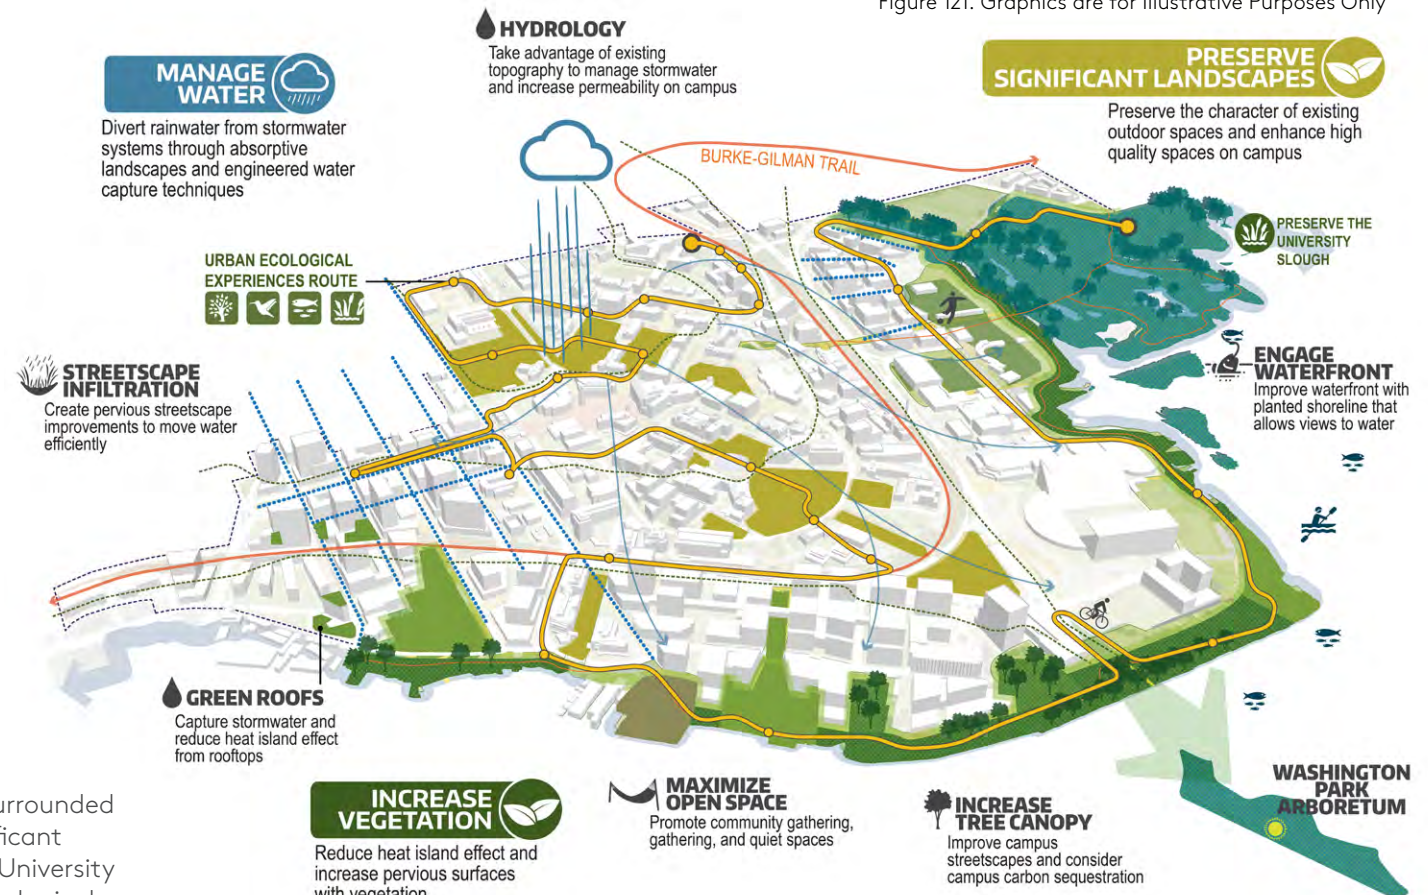 Figure 121. Graphics are for Illustrative Purposes Only
HYDROLOGY
Take advantage of existing
topography to manage stormwater
and increase permeability on campus
MANAGE
WATER
Divert rainwater from stormwater
systems through absorptive
landscapes and engineered water
capture techniques
PRESERVE
SIGNIFICANT LANDSCAPES
Preserve the character of existing
outdoor spaces and enhance high
quality spaces on campus
BURKE-GILMAN TRAIL
PRESERVE THE
UNIVERSITY
SLOUGH
URBAN ECOLOGICAL
EXPERIENCES ROUTE
STREETSCAPE
INFILTRATION
Create pervious streetscape
improvements to move water
efficiently
ENGAGE
WATERFRONT
Improve waterfront with
planted shoreline that
allows views to water
GREEN ROOFS
Capture stormwater and
reduce heat island effect
from rooftops
INCREASE
VEGETATION
Reduce heat island effect and
increase pervious surfaces
with vegetation
MAXIMIZE
OPEN SPACE
Promote community gathering,
gathering, and quiet spaces
INCREASE
TREE CANOPY
Improve campus
streetscapes and consider
campus carbon sequestration
WASHINGTON
PARK
ARBORETUM
urrounded
ficant
University